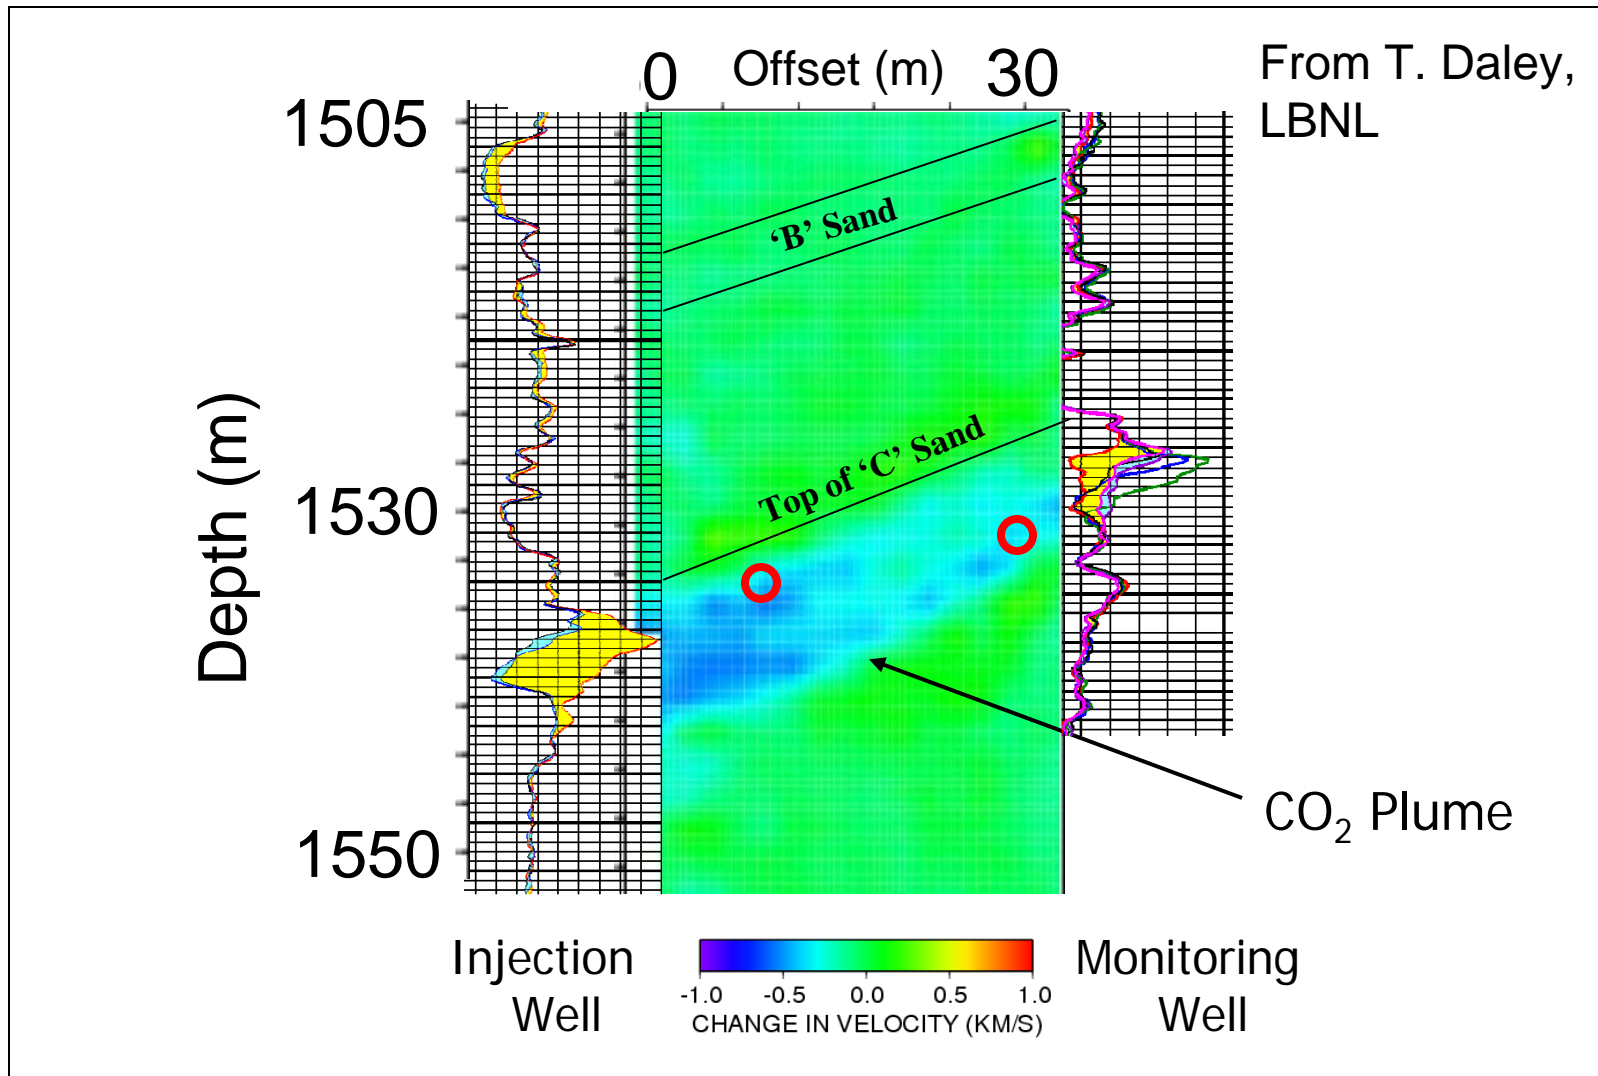 0 Offset (m) 30
From T. Daley,
LBNL
1505
‘B’ Sand
Depth (m)
Top of ‘C’ Sand
1530
CO₂ Plume
1550
Injection
Well
Monitoring
Well
-1.0 -0.5 0.0 0.5 1.0
CHANGE IN VELOCITY (KM/S)